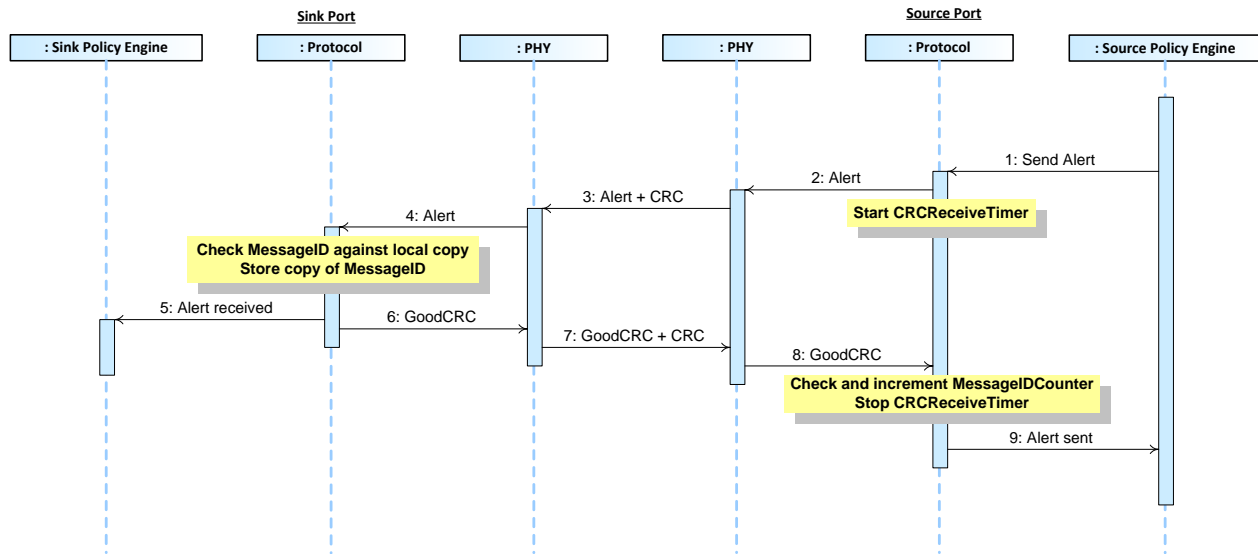 Sink Port
Source Port
: Sink Policy Engine
: Protocol
: PHY
: PHY
: Protocol
: Source Policy Engine
1: Send Alert
2: Alert
3: Alert + CRC
Start CRCReceiveTimer
4: Alert
Check MessageID against local copy
Store copy of MessageID
5: Alert received
6: GoodCRC
7: GoodCRC + CRC
8: GoodCRC
Check and increment MessageIDCounter
Stop CRCReceiveTimer
9: Alert sent